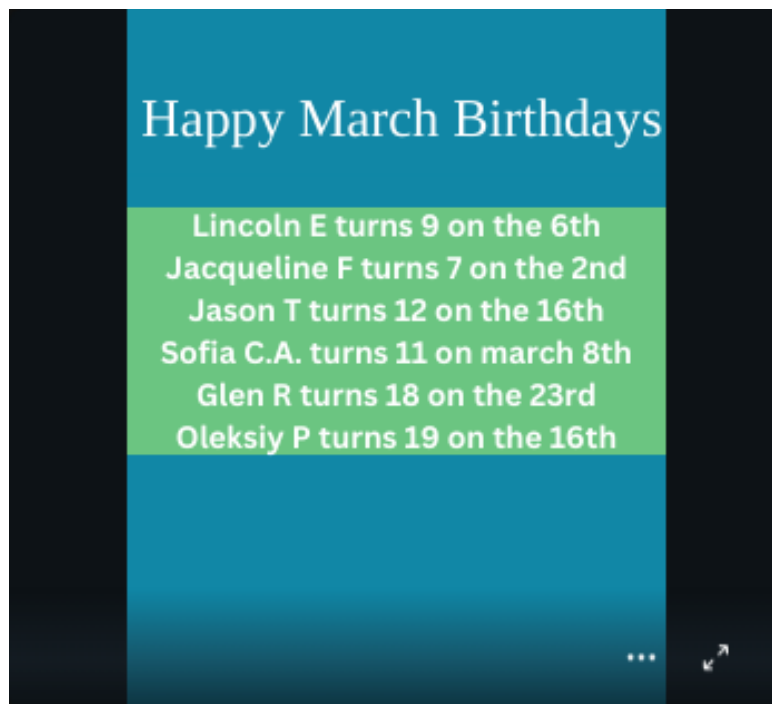 Happy March Birthdays
Lincoln E turns 9 on the 6th
Jacqueline F turns 7 on the 2nd
Jason T turns 12 on the 16th
Sofia C.A. turns 11 on march 8th
Glen R turns 18 on the 23rd
Oleksiy P turns 19 on the 16th